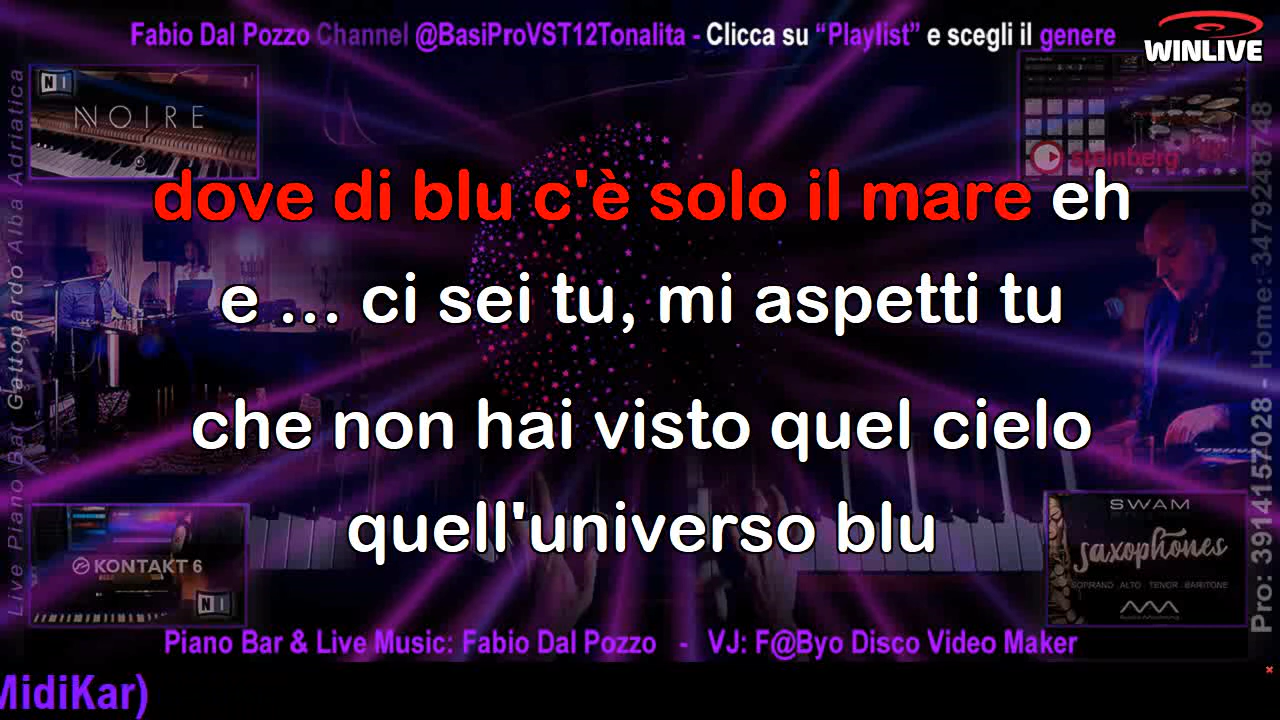 Fabio Dal Pozzo Channel @BasiProVST12Tonalita - Clicca su “Playlist” e scegli il genere
WINLIVE
NI
NOIRE
steinberg
dove di blu c'è solo il mare eh
e ... ci sei tu, mi aspetti tu
che non hai visto quel cielo
quell'universo blu
Live Piano Bar Gattopardo Alba Adriatica
Pro: 3914157028 - Home: 3479248748
KONTAKT 6
NI
SWAM
saxophones
SOPRANO . ALTO . TENOR . BARITONE
Piano Bar & Live Music: Fabio Dal Pozzo - VJ: F@Byo Disco Video Maker
MidiKar)